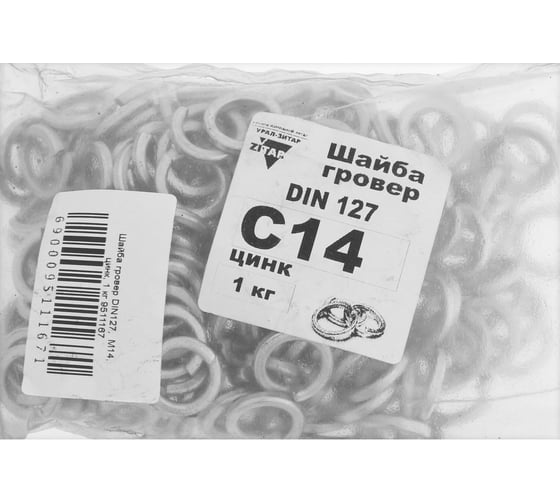 УРАЛ-ЗИТАР
ZITAR
Шайба
гровер
DIN 127
С14
цинк
1 кг
Шайба гровер DIN127, М14,
цинк, 1 кг 9511167
6900095111671